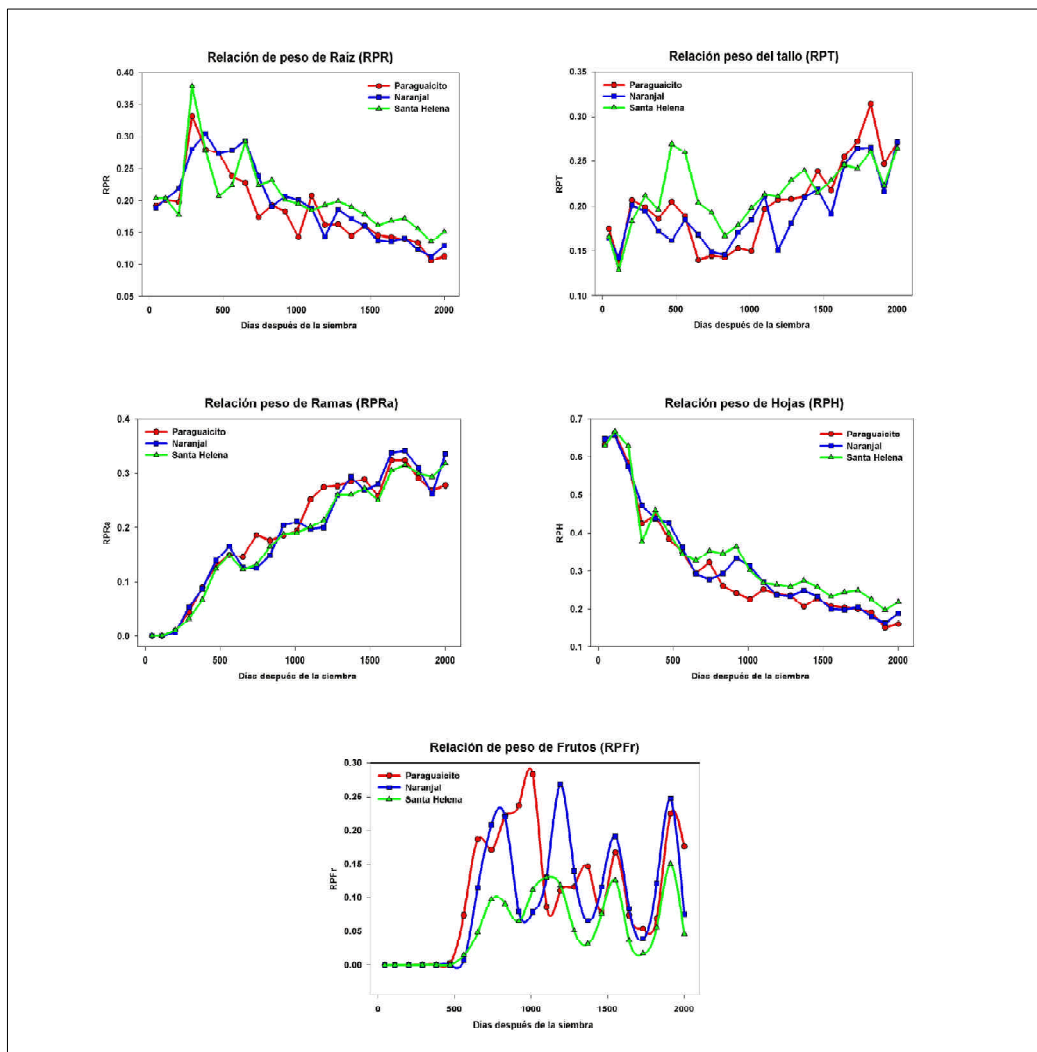 Relación de peso de Raíz (RPR)
0.40
0.35
0.30
0.25
0.20
0.15
0.10
0.05
RPR
Paraguaicito
Naranjal
Santa Helena
0 500 1000 1500 2000
Días después de la siembra
Relación peso del tallo (RPT)
0.35
0.30
0.25
0.20
0.15
0.10
RPT
Paraguaicito
Naranjal
Santa Helena
0 500 1000 1500 2000
Días después de la siembra
Relación peso de Ramas (RPRa)
0.4
0.3
0.2
0.1
0.0
RPRa
Paraguaicito
Naranjal
Santa Helena
0 500 1000 1500 2000
Días después de la siembra
Relación peso de Hojas (RPH)
0.7
0.6
0.5
0.4
0.3
0.2
0.1
RPH
Paraguaicito
Naranjal
Santa Helena
0 500 1000 1500 2000
Días después de la siembra
Relación de peso de Frutos (RPFr)
0.30
0.25
0.20
0.15
0.10
0.05
0.00
RPFr
Paraguaicito
Naranjal
Santa Helena
0 500 1000 1500 2000
Días después de la siembra